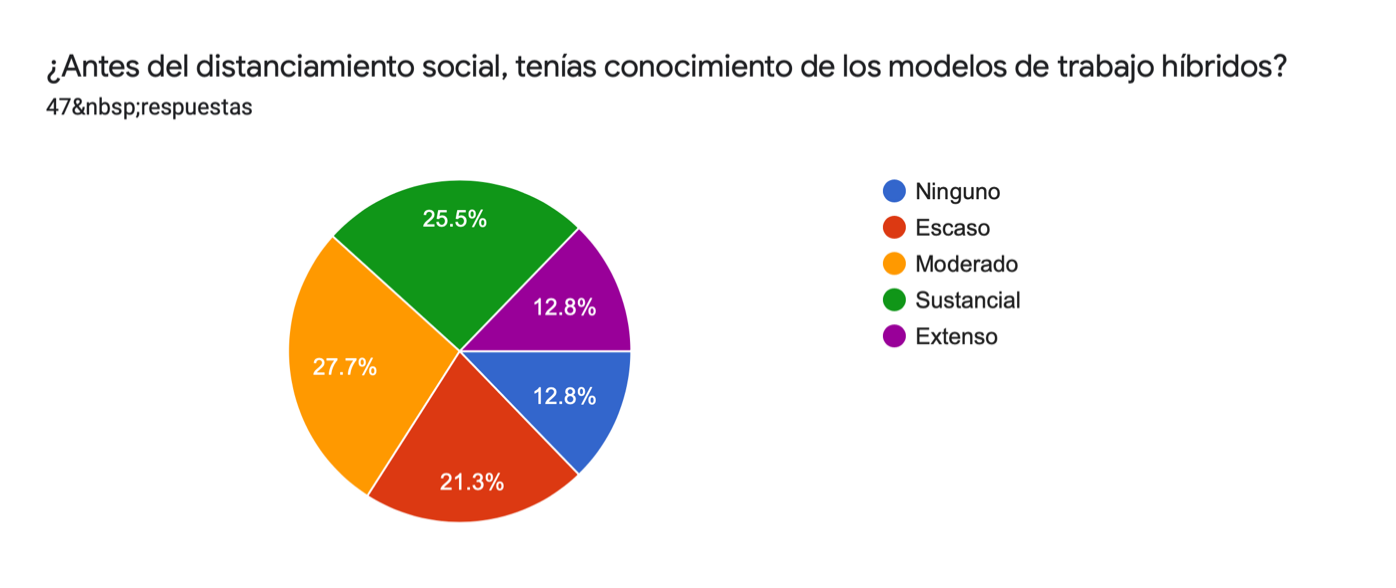 ¿Antes del distanciamiento social, tenías conocimiento de los modelos de trabajo híbridos?
47&nbsp;respuestas
25.5%
12.8%
27.7%
12.8%
21.3%
Ninguno
Escaso
Moderado
Sustancial
Extenso